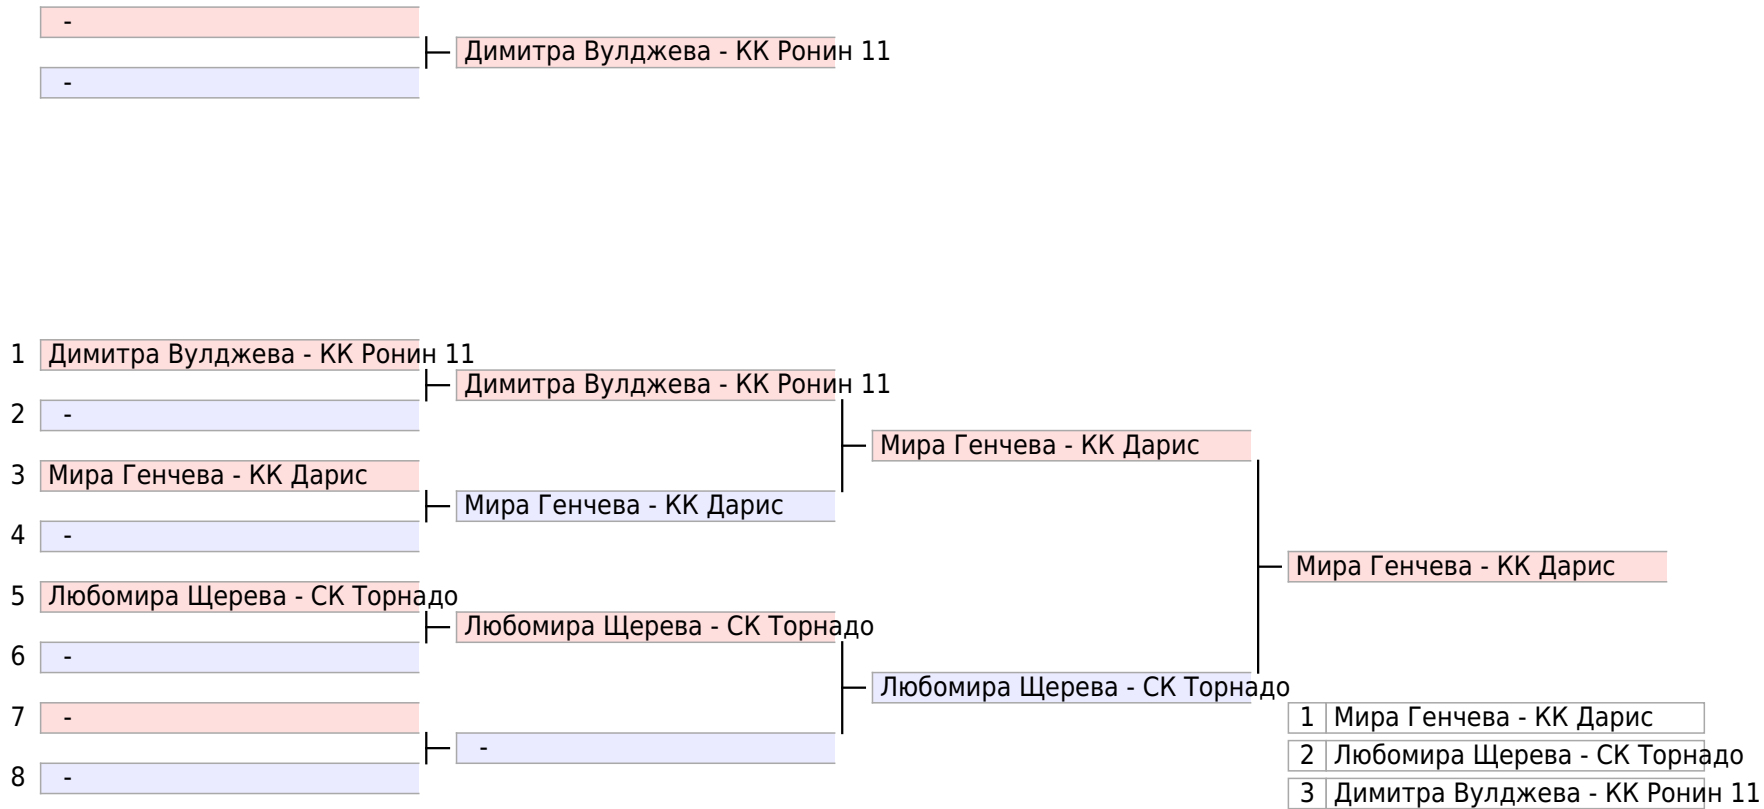 -
Димитра Вулджева - КК Ронин 11
-
1 Димитра Вулджева - КК Ронин 11
Димитра Вулджева - КК Ронин 11
2 -
Мира Генчева - КК Дарис
3 Мира Генчева - КК Дарис
Мира Генчева - КК Дарис
4 -
Мира Генчева - КК Дарис
5 Любомира Щерева - СК Торнадо
Любомира Щерева - СК Торнадо
6 -
Любомира Щерева - СК Торнадо
7 -
1 Мира Генчева - КК Дарис
-
2 Любомира Щерева - СК Торнадо
8 -
3 Димитра Вулджева - КК Ронин 11